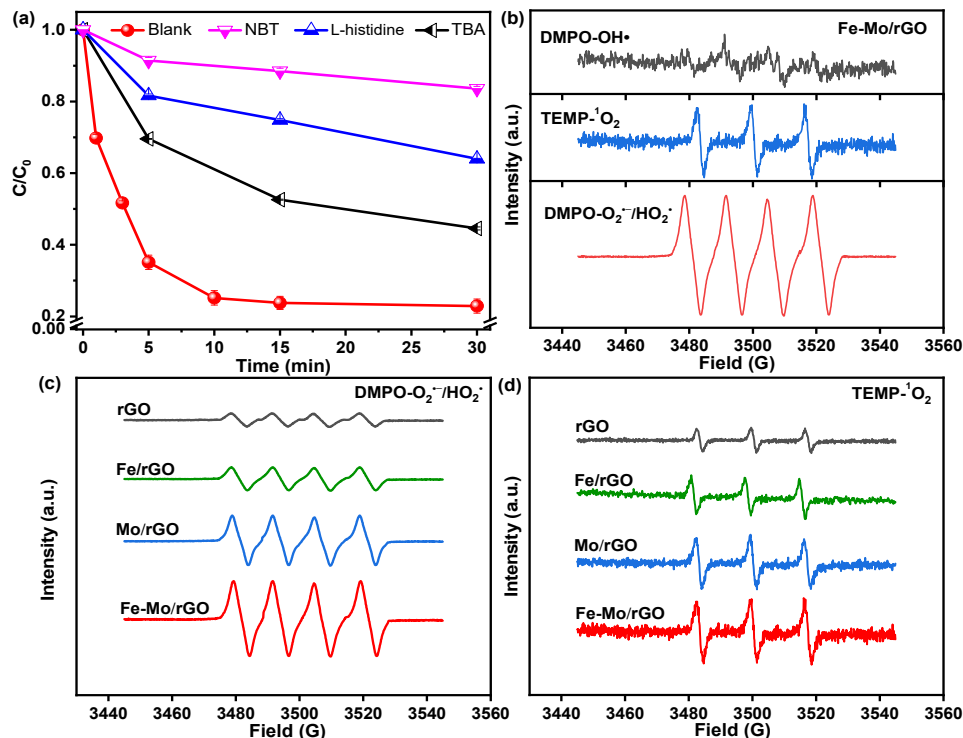 (a)
Blank NBT L-histidine TBA
1.0
0.8
0.6
0.4
0.2
0.00
C/C₀
0 5 10 15 20 25 30
Time (min)
(b)
Fe-Mo/rGO
DMPO-OH•
TEMP-¹O₂
DMPO-O₂•−/HO₂•
Intensity (a.u.)
3440 3460 3480 3500 3520 3540 3560
Field (G)
(c)
DMPO-O₂•−/HO₂•
rGO
Fe/rGO
Mo/rGO
Fe-Mo/rGO
Intensity (a.u.)
3440 3460 3480 3500 3520 3540 3560
Field (G)
(d)
TEMP-¹O₂
rGO
Fe/rGO
Mo/rGO
Fe-Mo/rGO
Intensity (a.u.)
3440 3460 3480 3500 3520 3540 3560
Field (G)